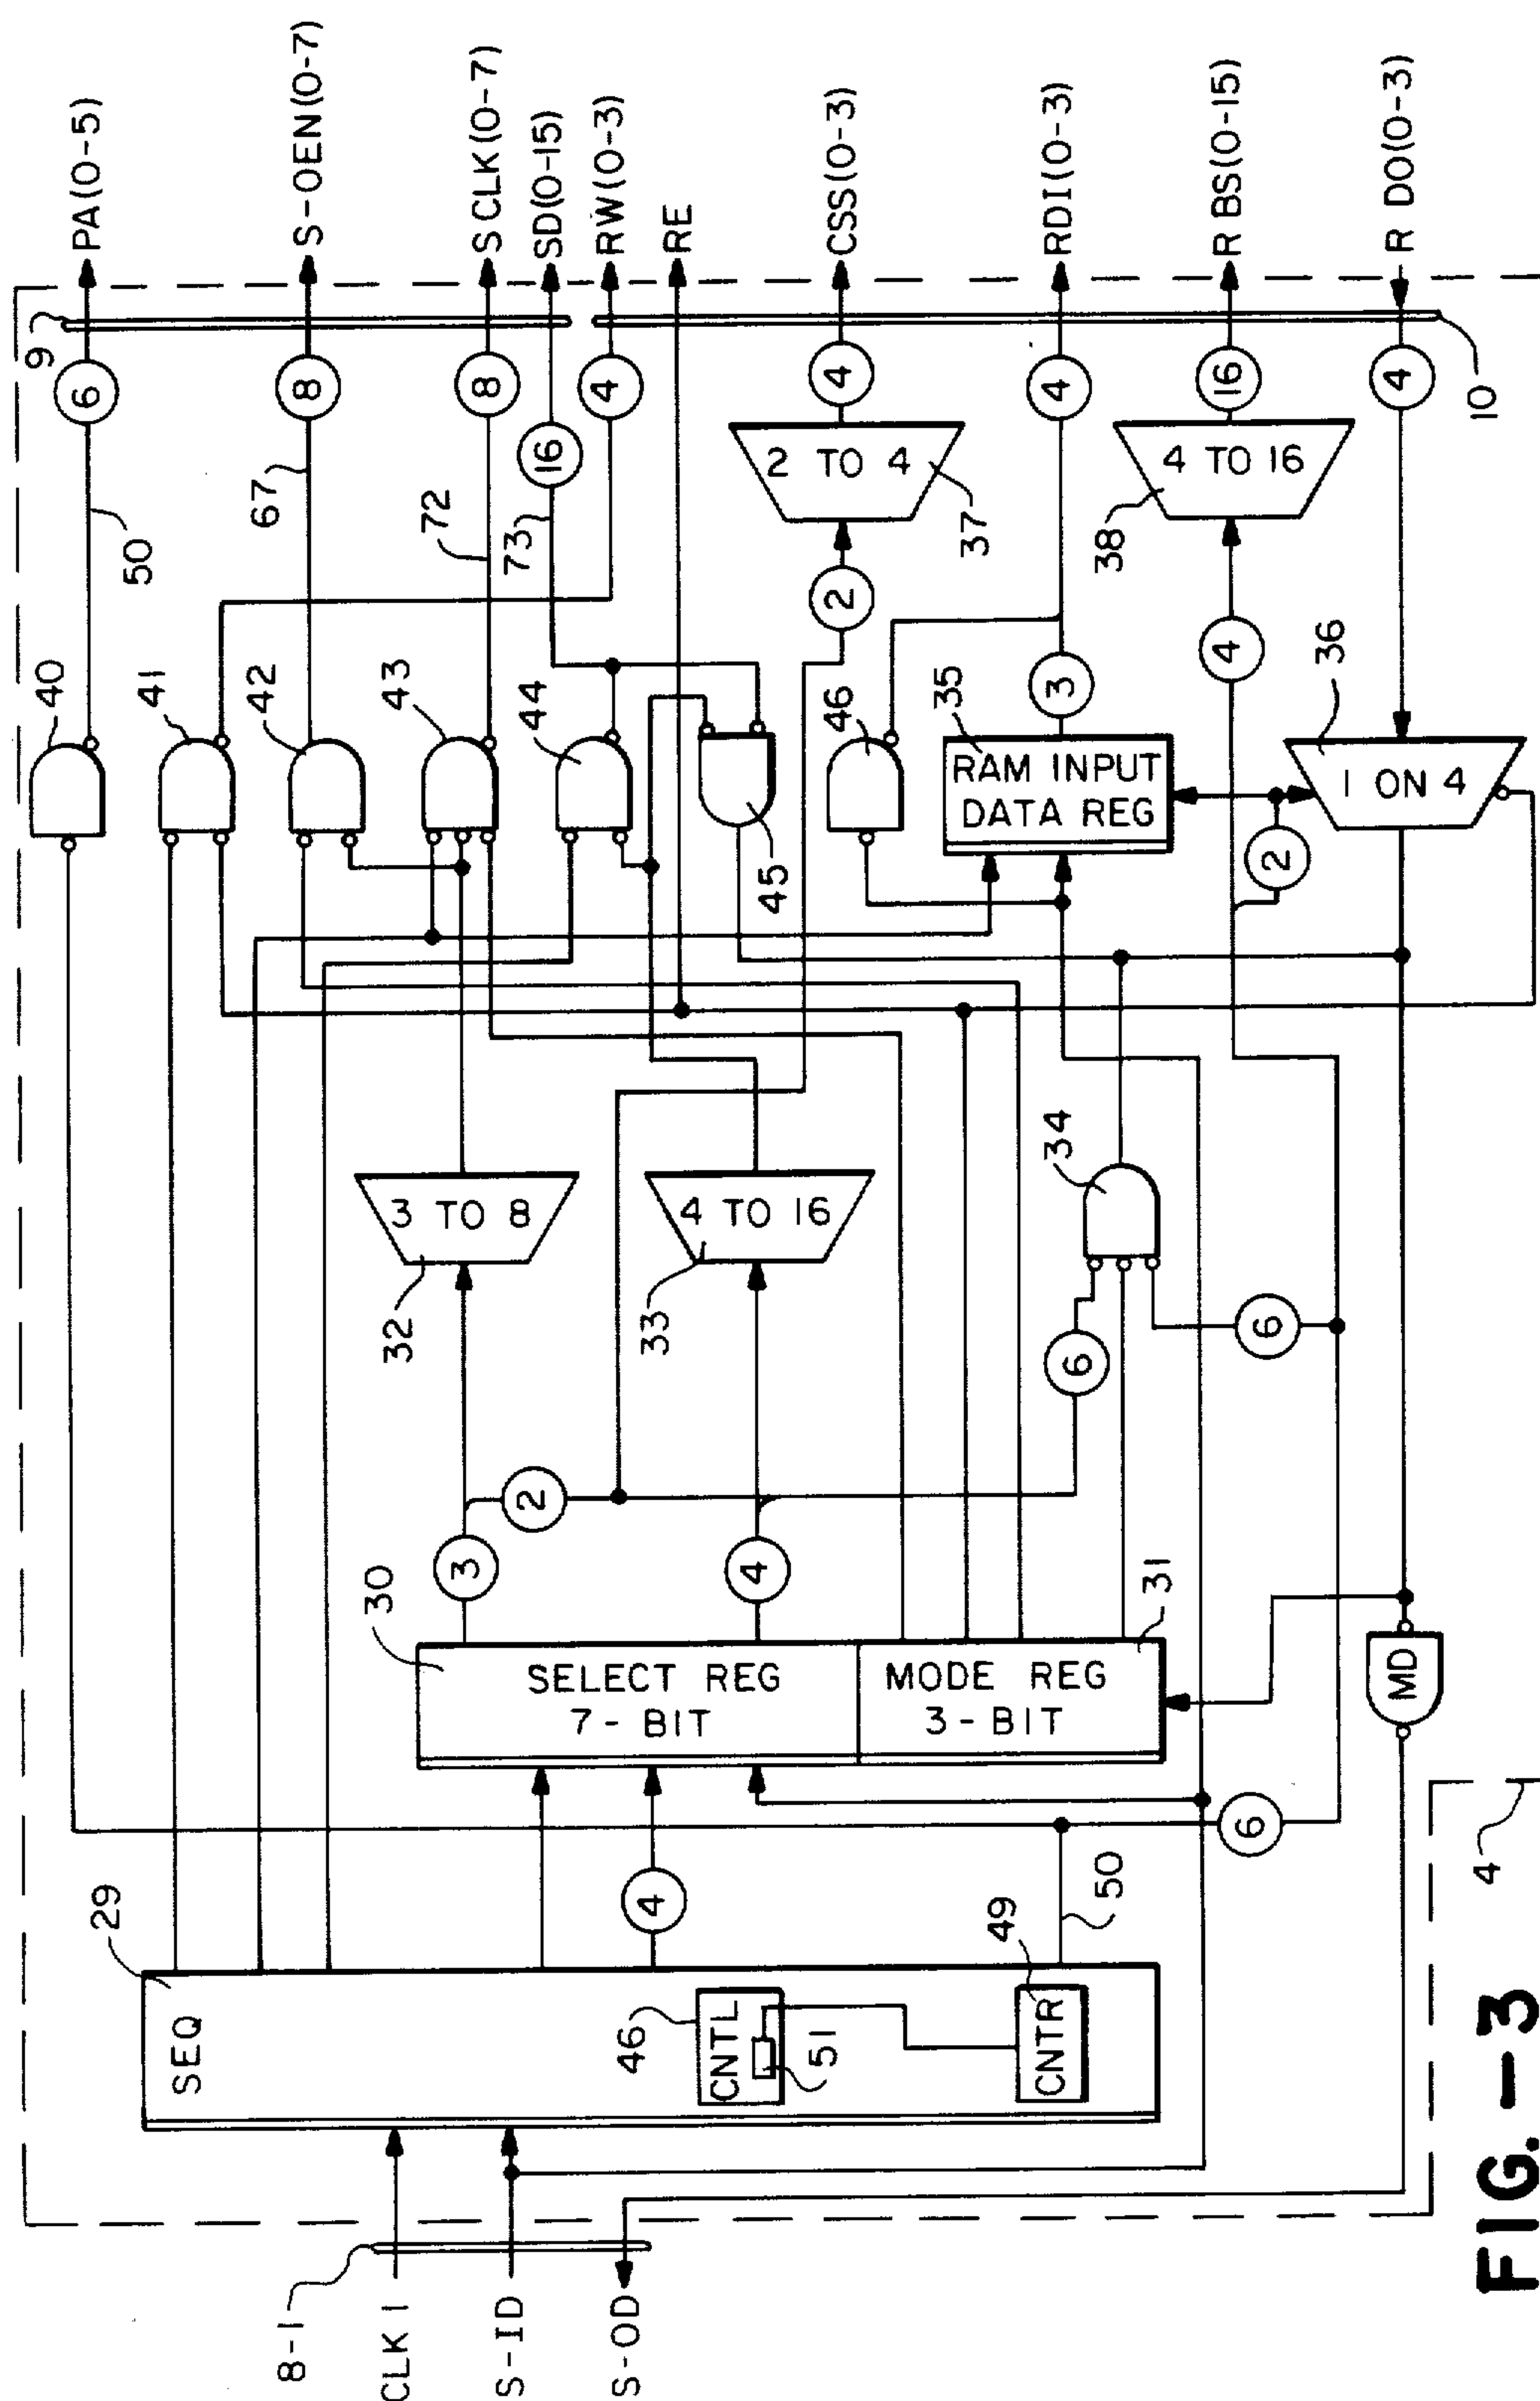 9
6
PA(0-5)
40
50
67
8
S-OEN(0-7)
41
42
72
8
S CLK(0-7)
43
73
16
SD(0-15)
44
4
RW(0-3)
RE
45
2
2 TO 4
37
4
CSS(0-3)
46
35
RAM INPUT
DATA REG
3
4
RDI(0-3)
4
4 TO 16
38
16
R BS(0-15)
2
36
1 ON 4
4
R DO(0-3)
10
3 TO 8
32
4 TO 16
33
34
6
6
2
3
4
30
SELECT REG
7-BIT
MODE REG
3-BIT
31
MD
29
SEQ
4
46
CNTL
51
49
CNTR
50
6
4
8-1
CLK 1
S-ID
S-OD
FIG.-3